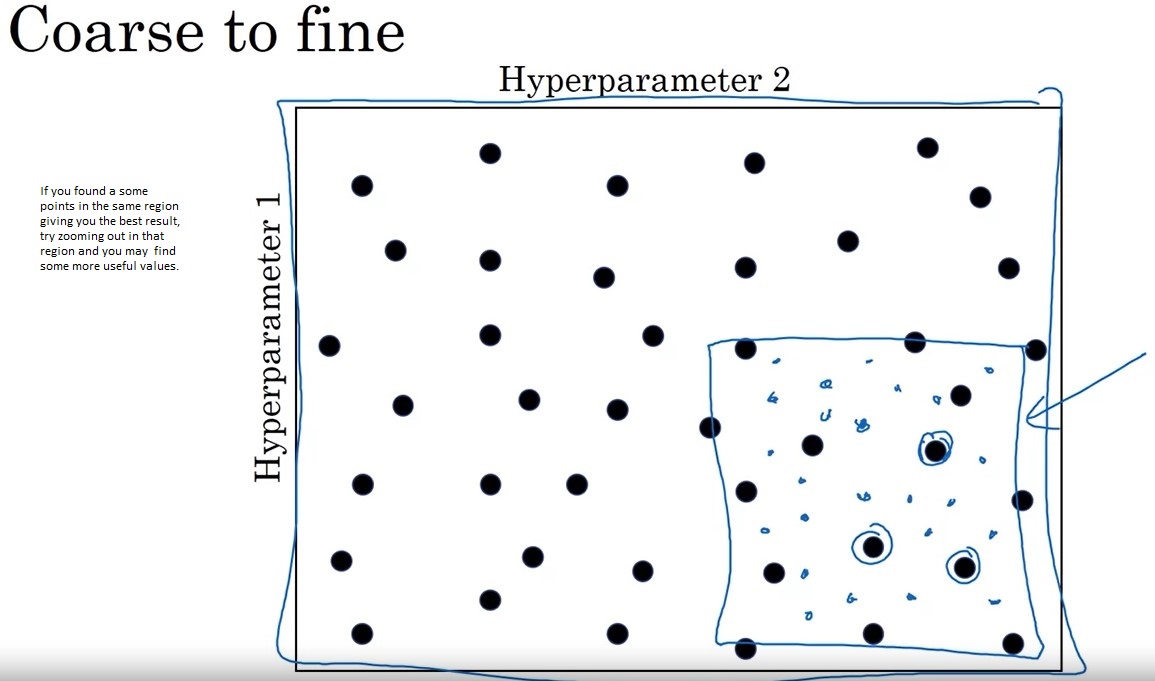 Coarse to fine
Hyperparameter 2
If you found a some
points in the same region
giving you the best result,
try zooming out in that
region and you may  find
some more useful values.
Hyperparameter 1